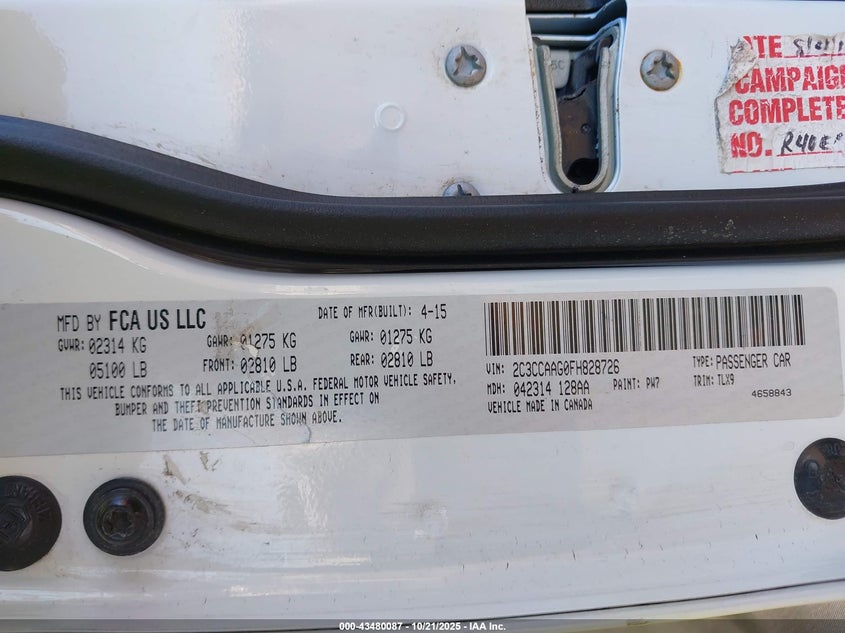 CAMPAIGN
COMPLETE
NO.
MFD BY FCA US LLC
DATE OF MFR(BUILT): 4-15
GVWR: 02314 KG
GAWR: 01275 KG
GAWR: 01275 KG
05100 LB
FRONT: 02810 LB
REAR: 02810 LB
THIS VEHICLE CONFORMS TO ALL APPLICABLE U.S.A. FEDERAL MOTOR VEHICLE SAFETY,
BUMPER AND THEFT PREVENTION STANDARDS IN EFFECT ON
THE DATE OF MANUFACTURE SHOWN ABOVE.
VIN: 2C3CCAAG0FH828726
TYPE: PASSENGER CAR
MDH: 042314 128AA
PAINT: PW7
TRIM: TLX9
VEHICLE MADE IN CANADA
4658843
000-43480087 - 10/21/2025 - IAA Inc.